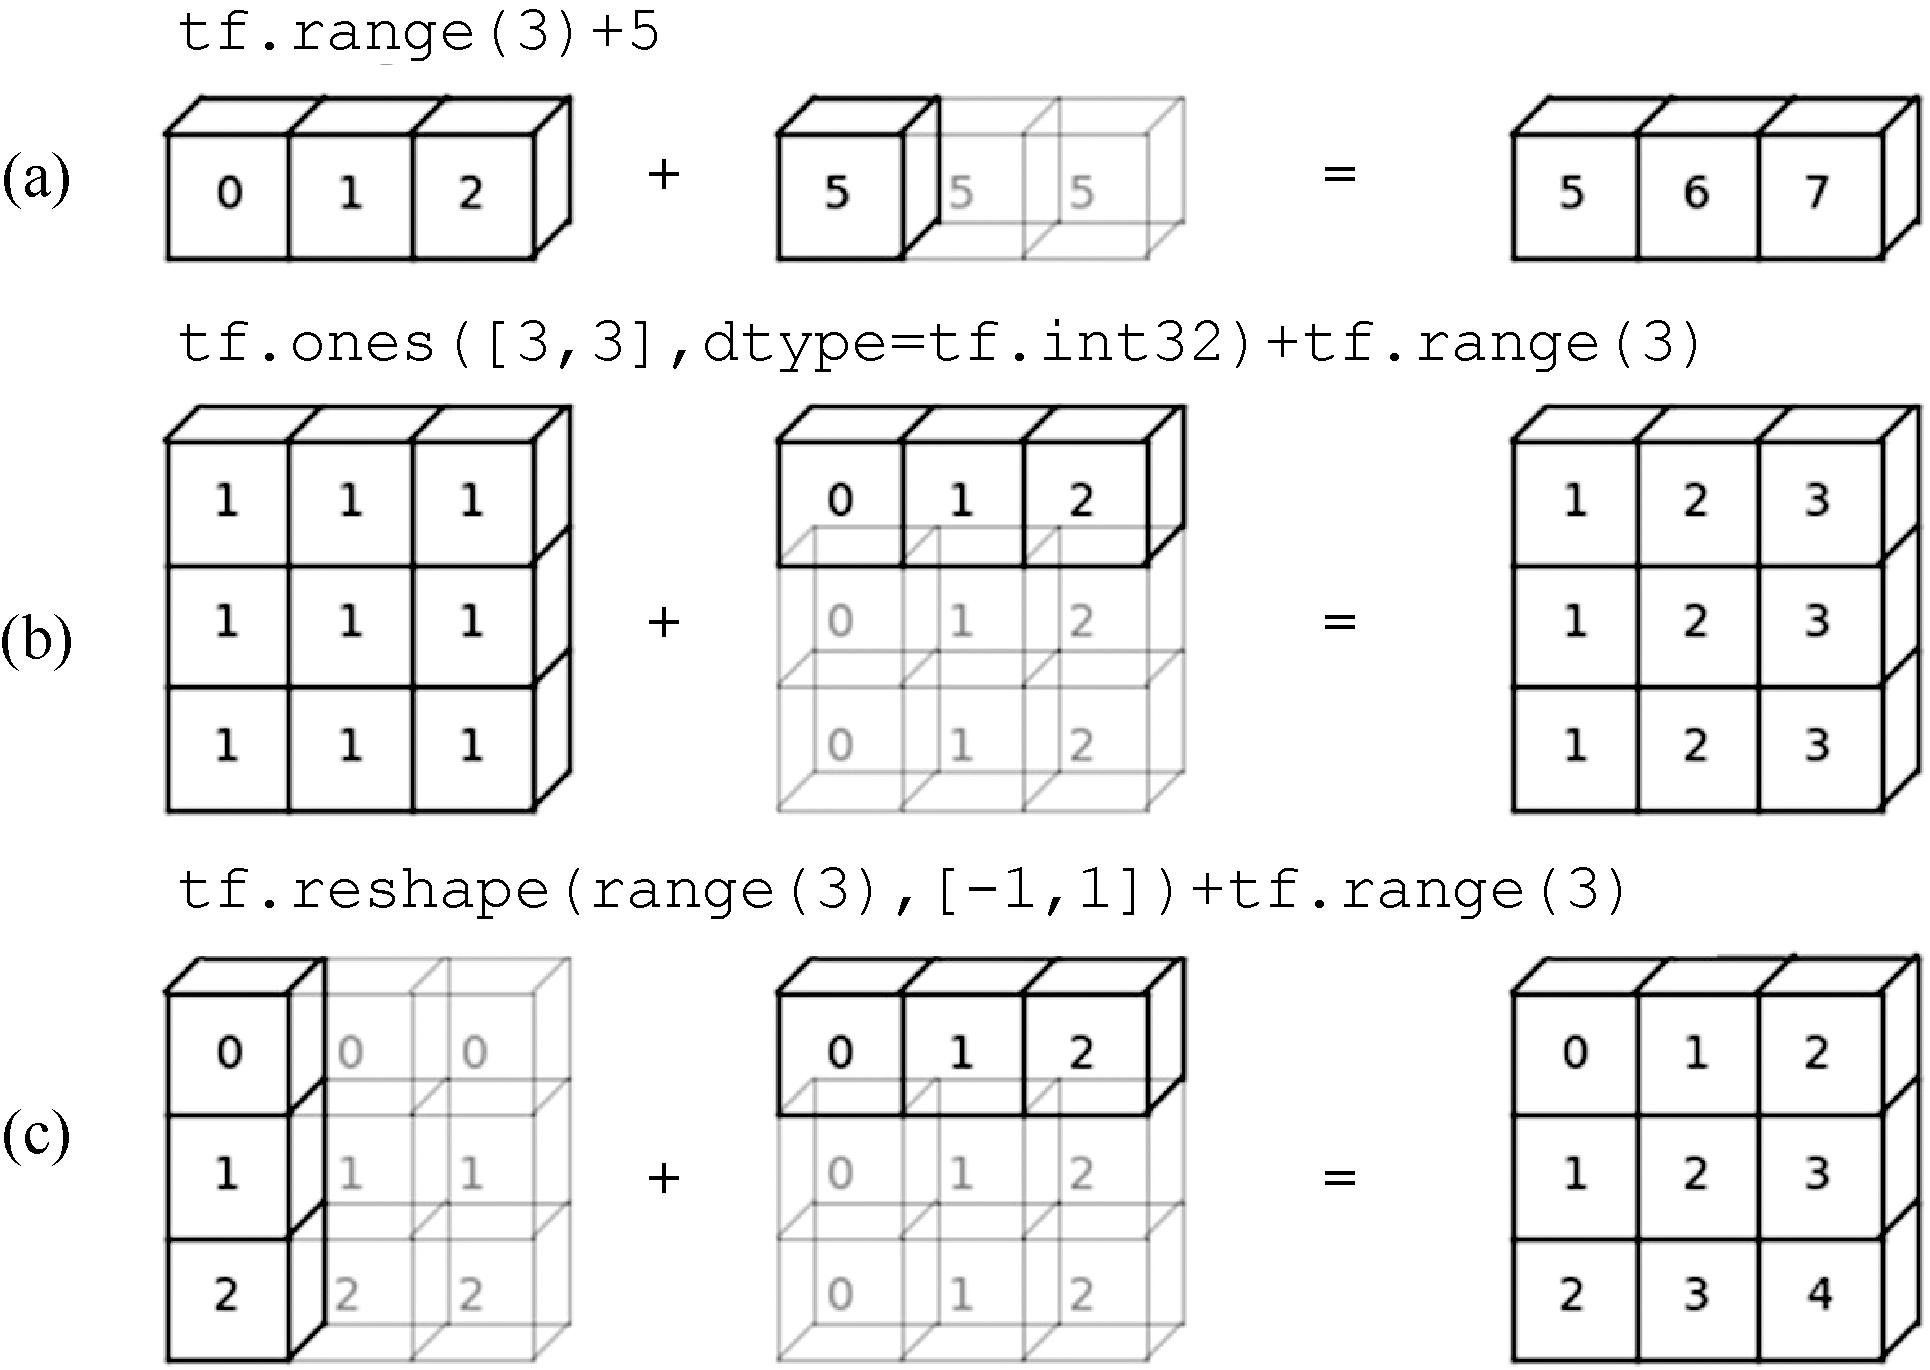 tf.range(3)+5
(a) 0 1 2 + 5 5 5 = 5 6 7
tf.ones([3,3],dtype=tf.int32)+tf.range(3)
1 1 1 0 1 2 1 2 3
(b) 1 1 1 + 0 1 2 = 1 2 3
1 1 1 0 1 2 1 2 3
tf.reshape(range(3),[-1,1])+tf.range(3)
0 0 0 0 1 2 0 1 2
(c) 1 1 1 + 0 1 2 = 1 2 3
2 2 2 0 1 2 2 3 4